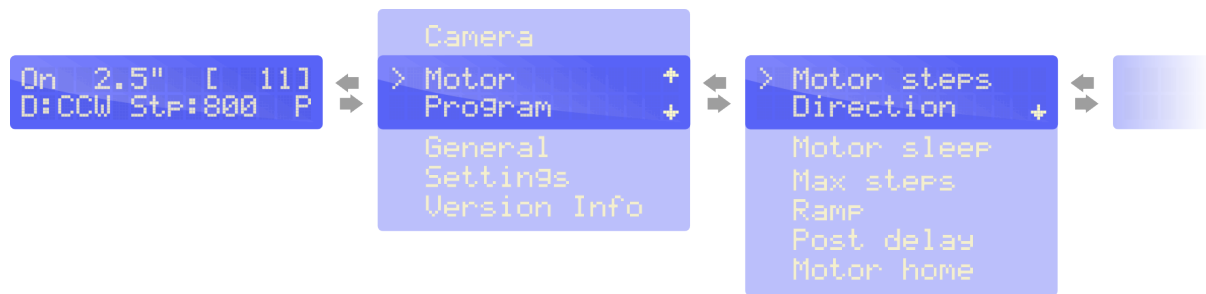 On 2.5" [ 11]
D:CCW Stp:800 P
Camera
> Motor
Program
General
Settings
Version Info
> Motor steps
Direction
Motor sleep
Max steps
Ramp
Post delay
Motor home